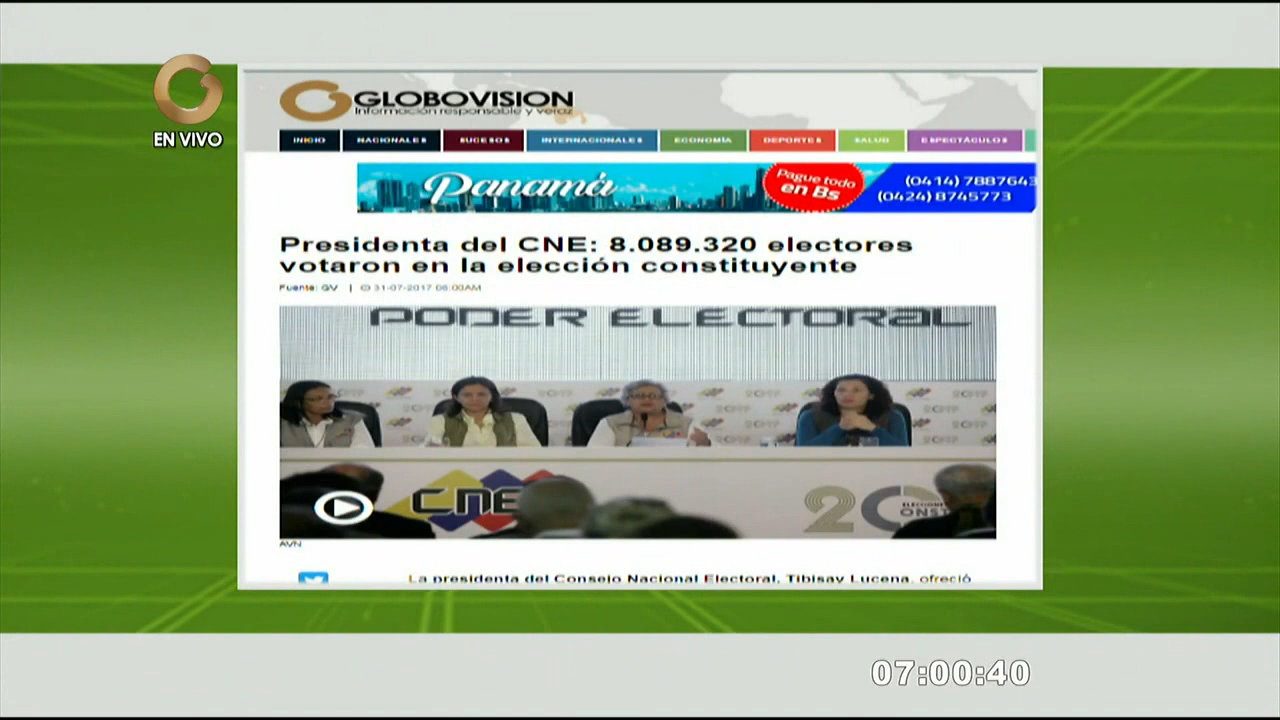 EN VIVO
GLOBOVISION
Información responsable y veraz
INICIO NACIONALES SUCESOS INTERNACIONALES ECONOMÍA DEPORTES SALUD ESPECTÁCULOS
Panamá
Pague todo
en Bs
(0414) 7887643
(0424) 8745773
Presidenta del CNE: 8.089.320 electores
votaron en la elección constituyente
Fuente: GV | 31-07-2017 06:00AM
PODER ELECTORAL
CNE
20
ELECCIONES
CONST
AVN
La presidenta del Consejo Nacional Electoral, Tibisay Lucena, ofreció
07:00:40